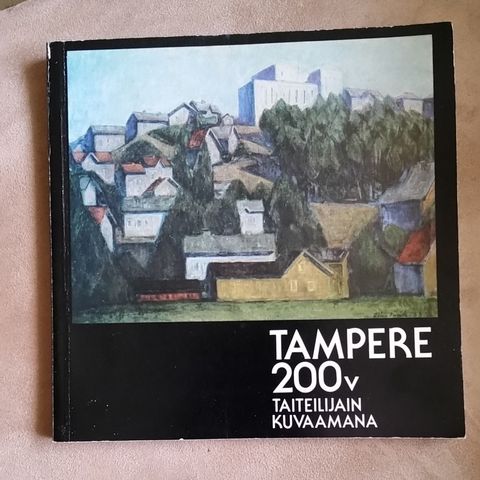 TAMPERE
200v
TAITEILIJAIN
KUVAAMANA